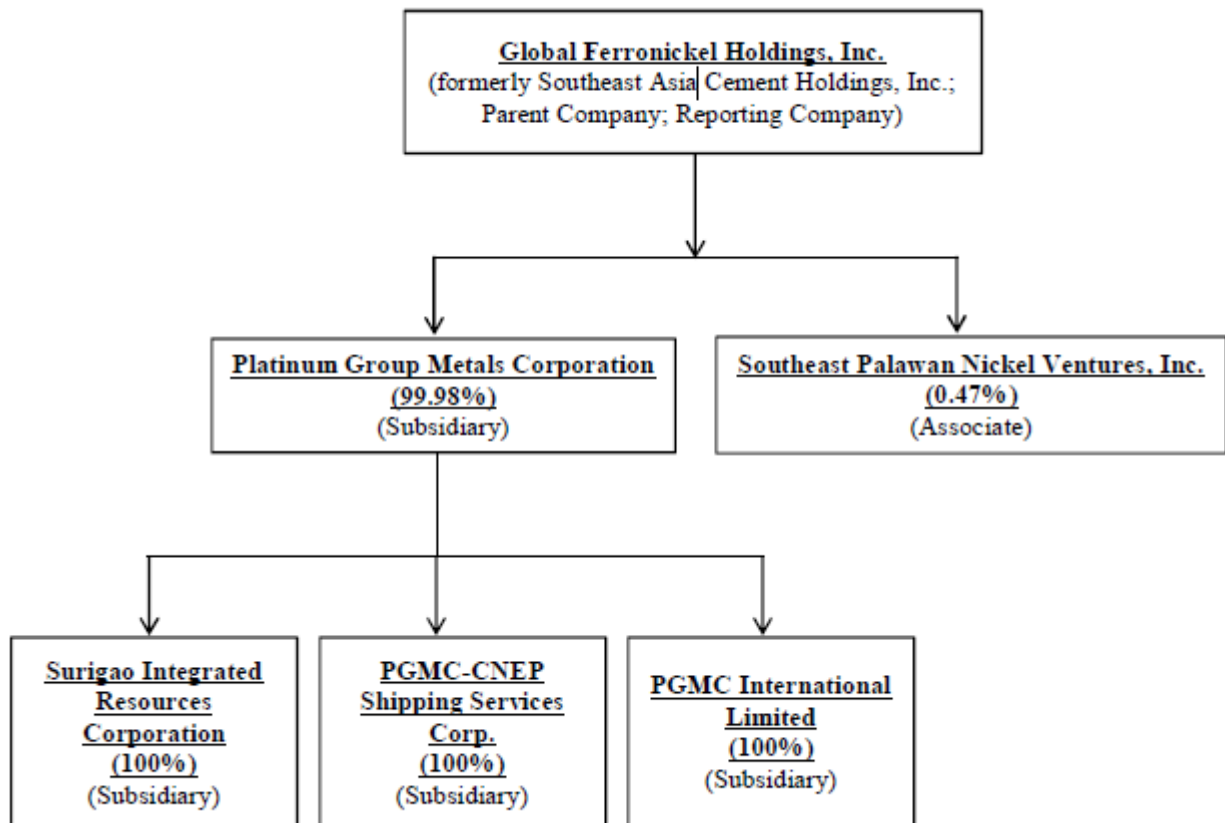 Global Ferronickel Holdings, Inc.
(formerly Southeast Asia Cement Holdings, Inc.;
Parent Company; Reporting Company)
Platinum Group Metals Corporation
(99.98%)
(Subsidiary)
Southeast Palawan Nickel Ventures, Inc.
(0.47%)
(Associate)
Surigao Integrated
Resources
Corporation
(100%)
(Subsidiary)
PGMC-CNEP
Shipping Services
Corp.
(100%)
(Subsidiary)
PGMC International
Limited
(100%)
(Subsidiary)